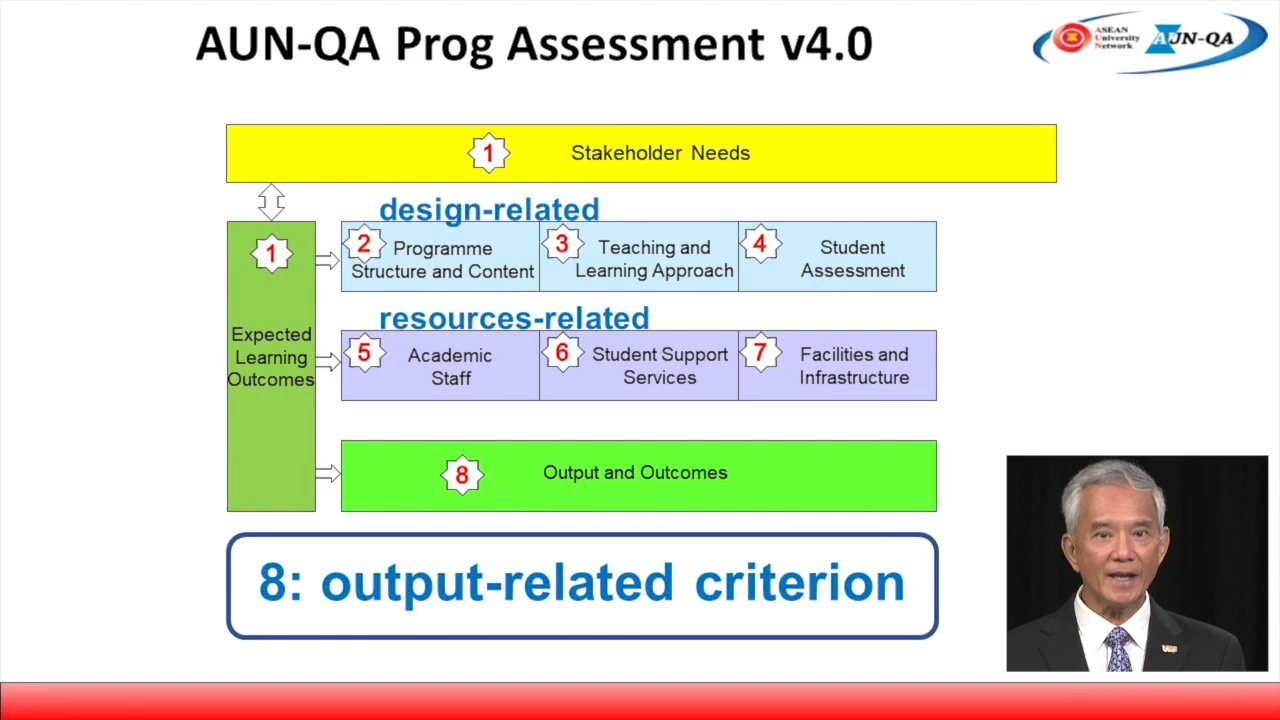 AUN-QA Prog Assessment v4.0
ASEAN
University
Network
AUN-QA
1
Stakeholder Needs
design-related
1
Expected
Learning
Outcomes
2
Programme
Structure and Content
3
Teaching and
Learning Approach
4
Student
Assessment
resources-related
5
Academic
Staff
6
Student Support
Services
7
Facilities and
Infrastructure
8
Output and Outcomes
8: output-related criterion